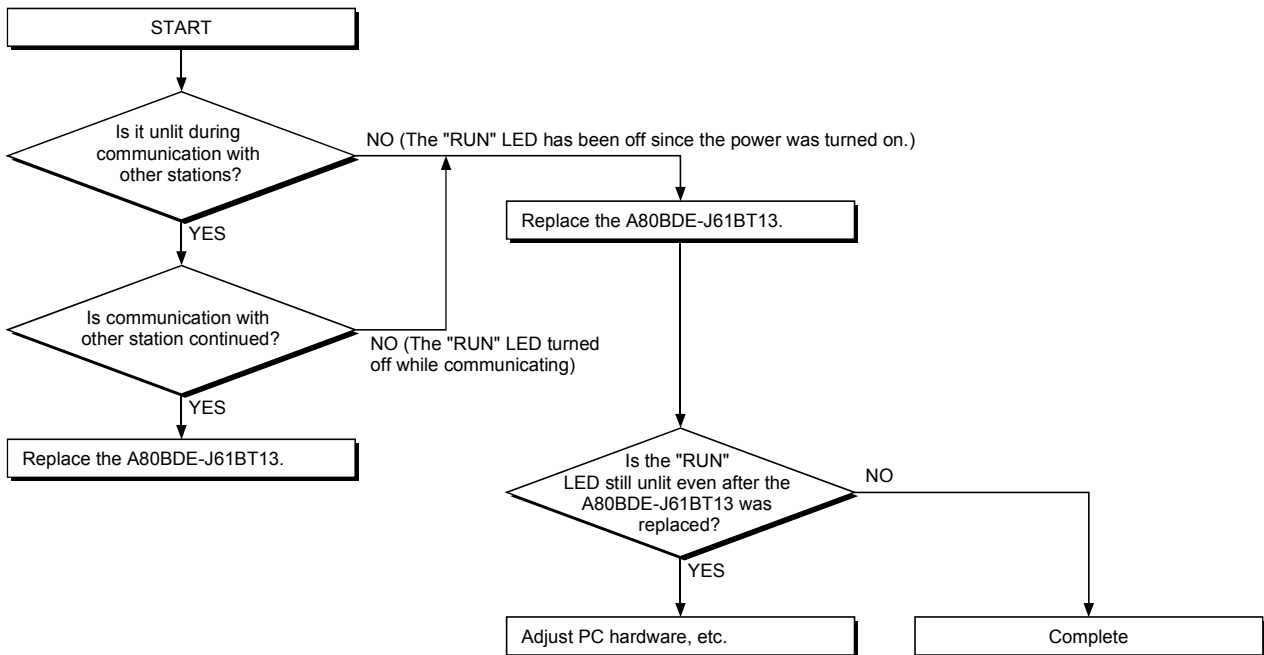 START
Is it unlit during
communication with
other stations?
NO (The "RUN" LED has been off since the power was turned on.)
YES
Replace the A80BDE-J61BT13.
Is communication with
other station continued?
NO (The "RUN" LED turned
off while communicating)
YES
Replace the A80BDE-J61BT13.
Is the "RUN"
LED still unlit even after the
A80BDE-J61BT13 was
replaced?
NO
YES
Adjust PC hardware, etc.
Complete